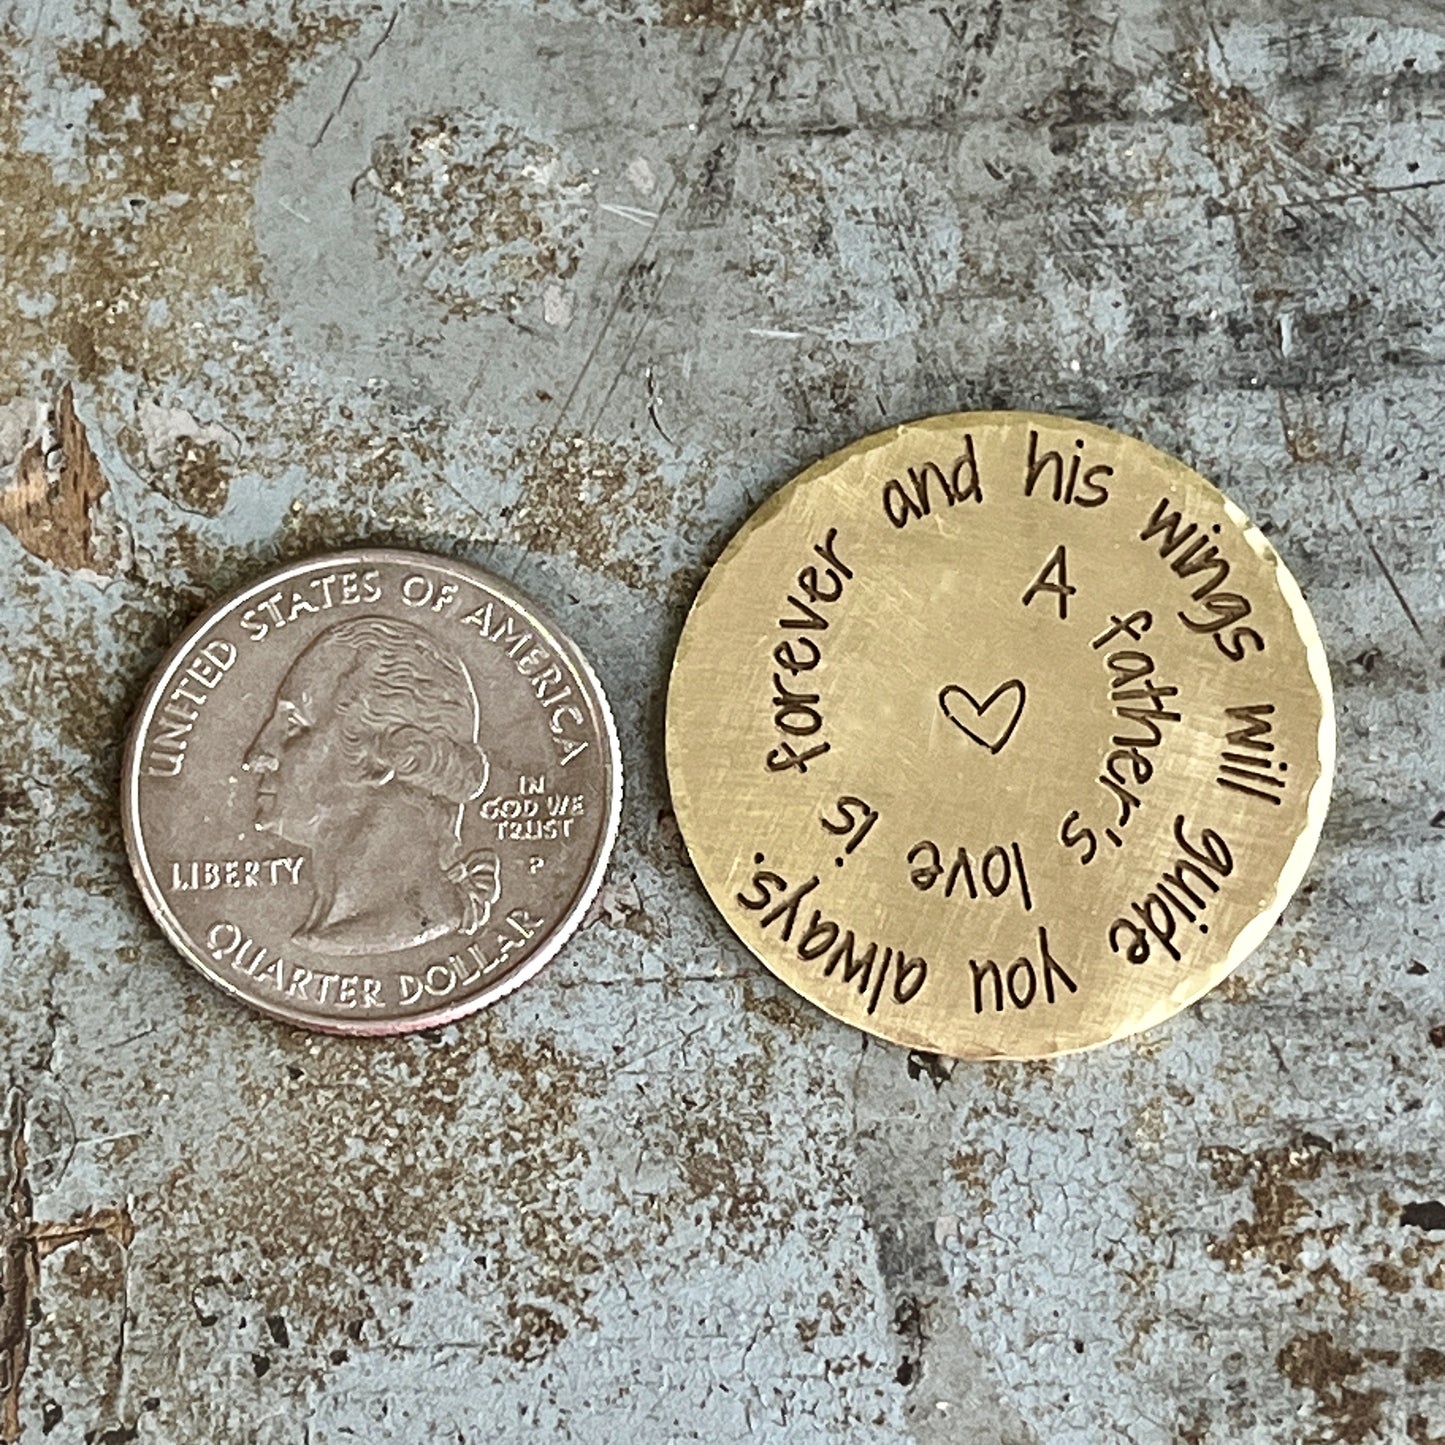 UNITED STATES OF AMERICA
IN
GOD WE
TRUST
P
LIBERTY
QUARTER DOLLAR
A father's love is forever and his wings will guide you always.